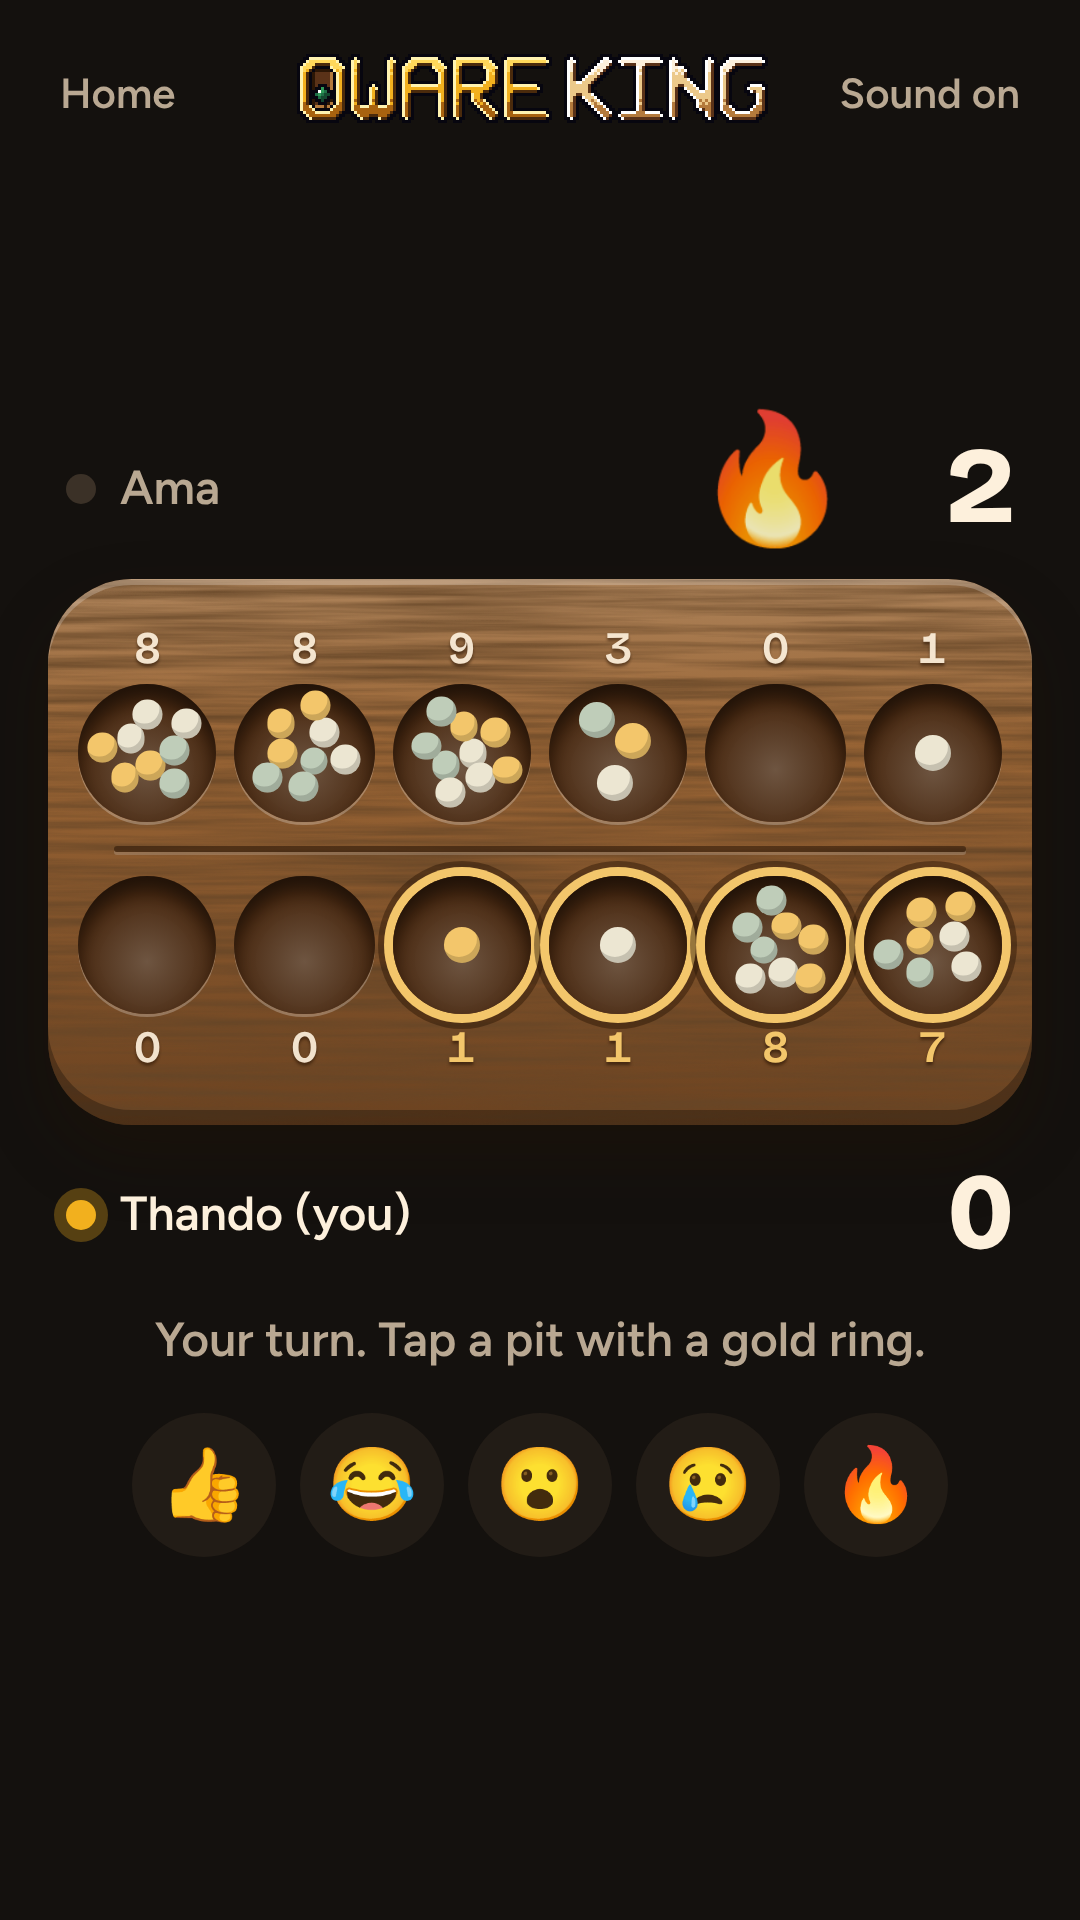 Home OWARE KING Sound on
Ama 2
8 8 9 3 0 1
0 0 1 1 8 7
Thando (you) 0
Your turn. Tap a pit with a gold ring.